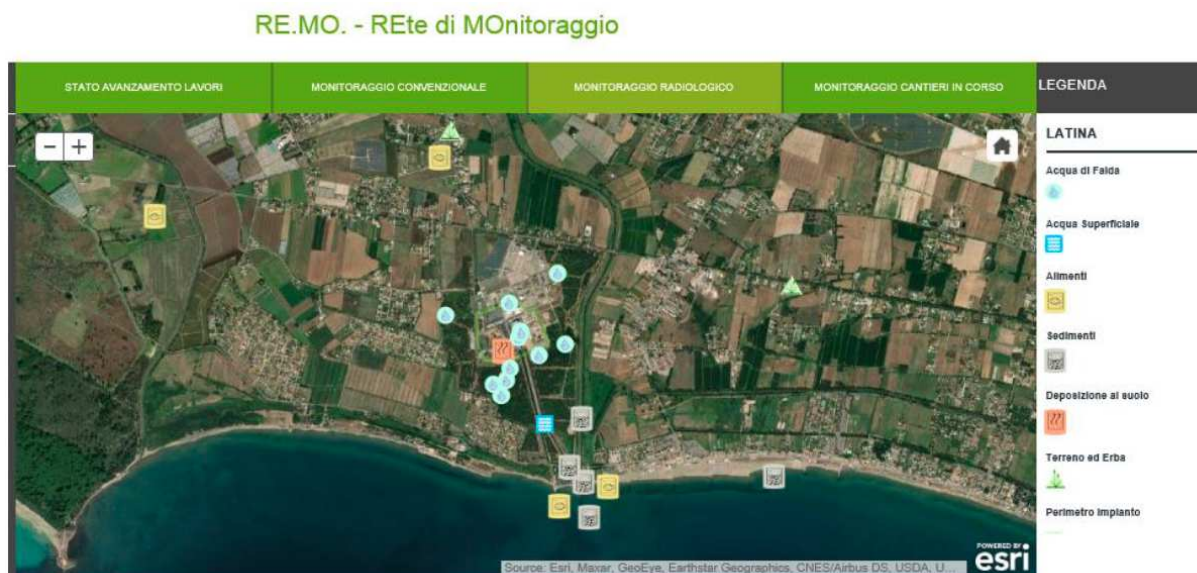 RE.MO. - REte di MOnitoraggio
STATO AVANZAMENTO LAVORI
MONITORAGGIO CONVENZIONALE
MONITORAGGIO RADIOLOGICO
MONITORAGGIO CANTIERI IN CORSO
LEGENDA
LATINA
Acqua di Falda
Acqua Superficiale
Alimenti
Sedimenti
Deposizione al suolo
Terreno ed Erba
Perimetro Impianto
POWERED BY
esri
Source: Esri, Maxar, GeoEye, Earthstar Geographics, CNES/Airbus DS, USDA, U...